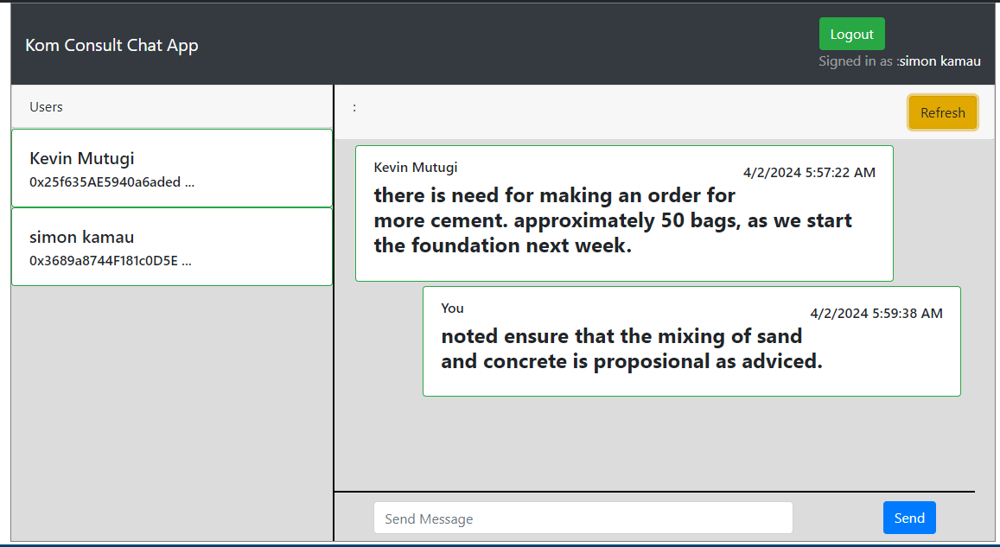 Kom Consult Chat App
Logout
Signed in as :simon kamau
Users
:
Refresh
Kevin Mutugi
0x25f635AE5940a6aded ...
simon kamau
0x3689a8744F181c0D5E ...
Kevin Mutugi
4/2/2024 5:57:22 AM
there is need for making an order for
more cement. approximately 50 bags, as we start
the foundation next week.
You
4/2/2024 5:59:38 AM
noted ensure that the mixing of sand
and concrete is proposional as adviced.
Send Message
Send